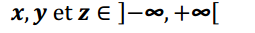 x, y et z ∈ ]−∞, +∞[